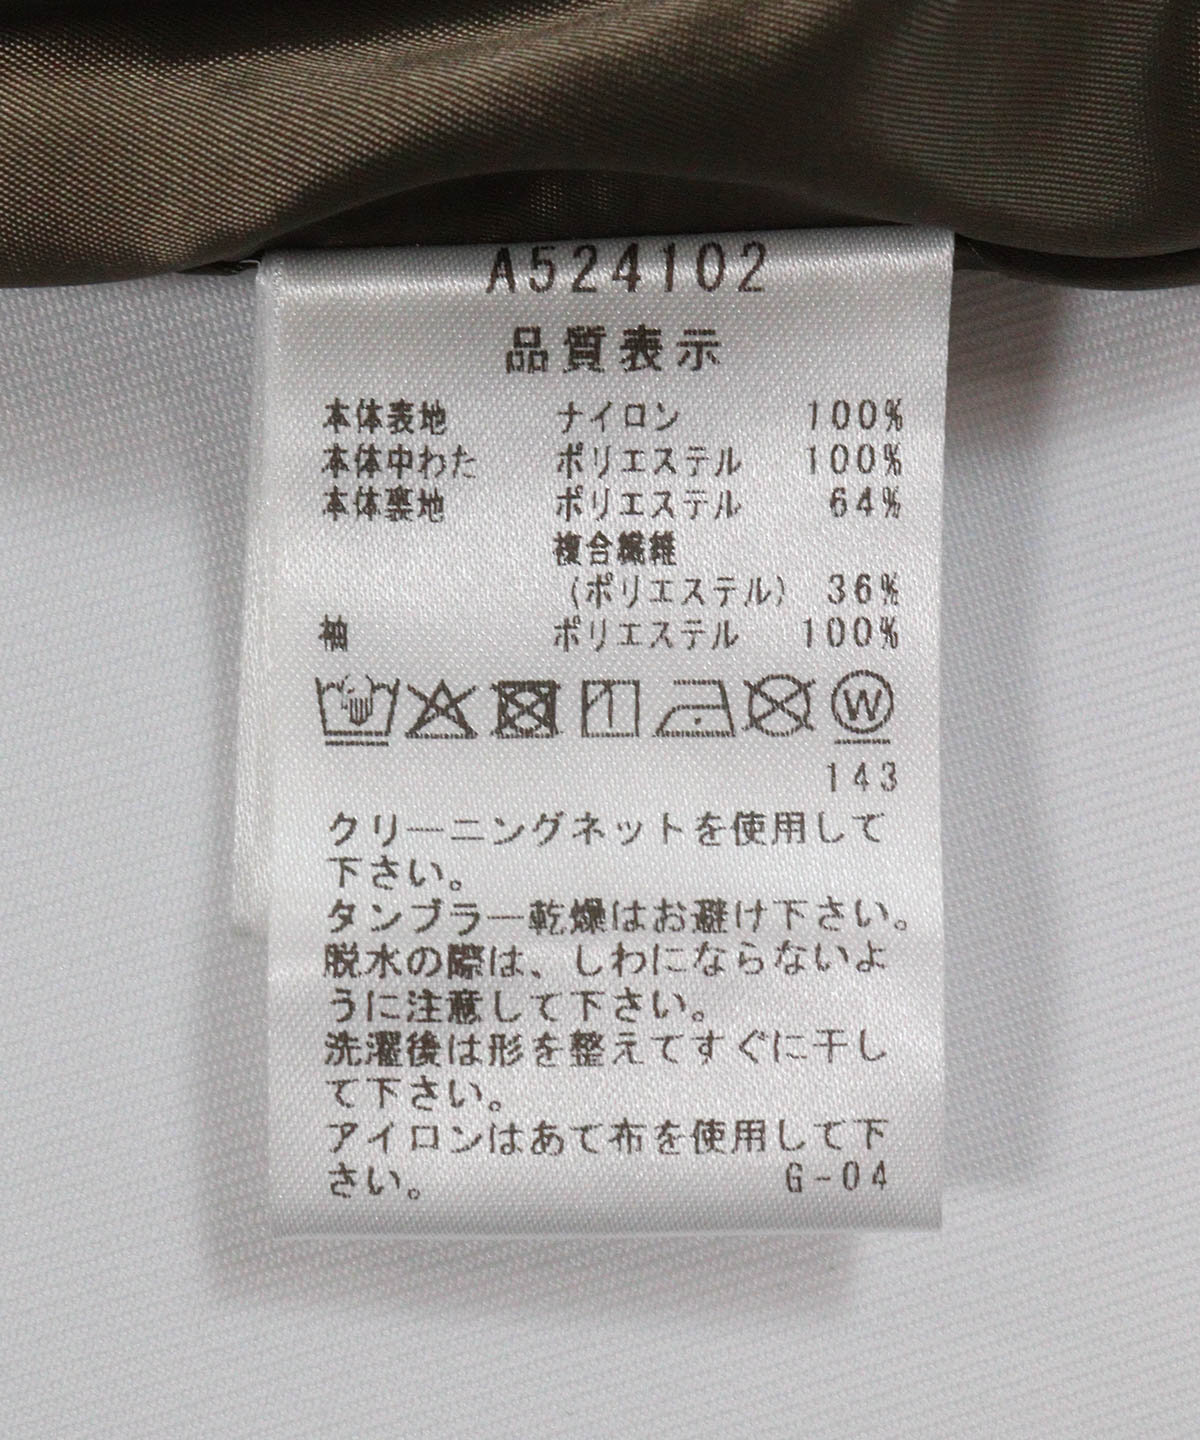 A524102
品質表示
本体表地 ナイロン 100%
本体中わた ポリエステル 100%
本体裏地 ポリエステル 64%
複合繊維
(ポリエステル) 36%
袖 ポリエステル 100%
W
143
クリーニングネットを使用して
下さい。
タンブラー乾燥はお避け下さい。
脱水の際は、しわにならないよ
うに注意して下さい。
洗濯後は形を整えてすぐに干し
て下さい。
アイロンはあて布を使用して下
さい。 G-04